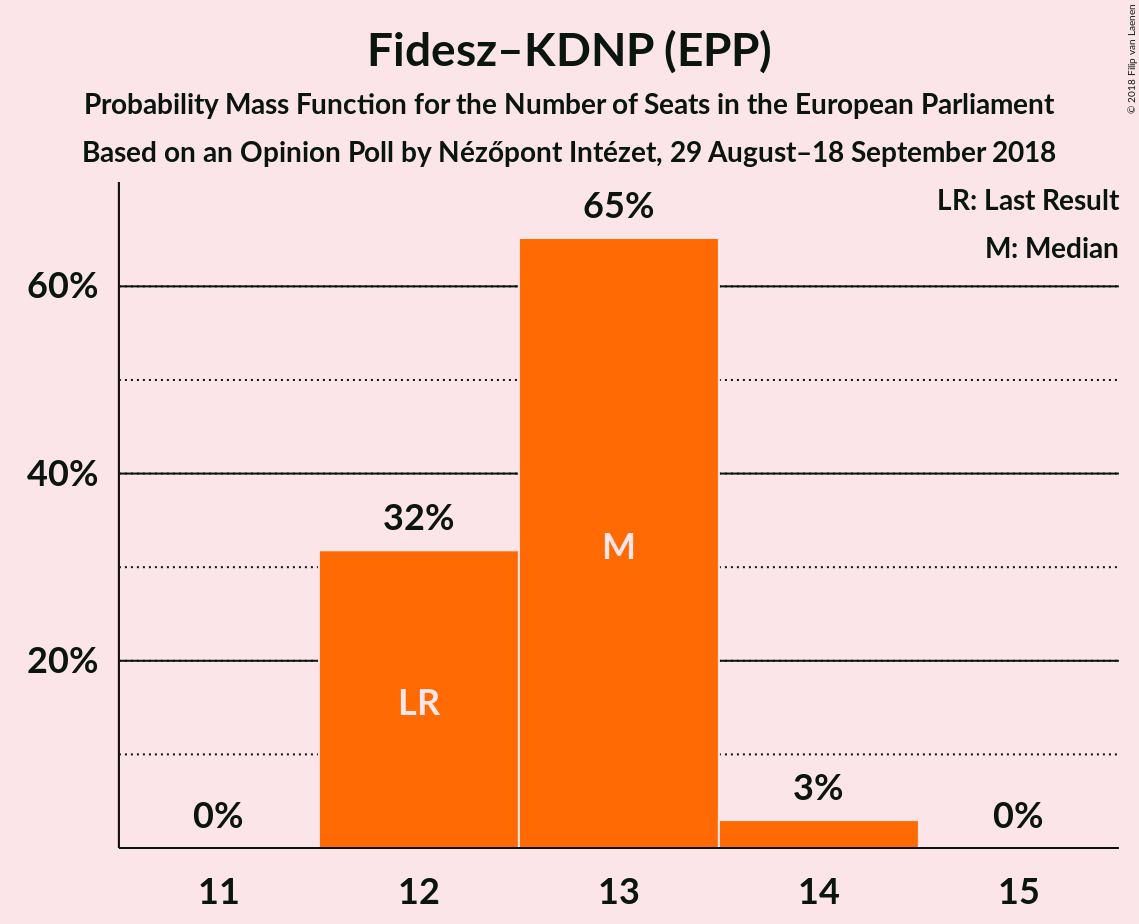 Fidesz–KDNP (EPP)
Probability Mass Function for the Number of Seats in the European Parliament
Based on an Opinion Poll by Nézőpont Intézet, 29 August–18 September 2018
© 2018 Filip van Laenen
LR: Last Result
M: Median
60%
40%
20%
0%
32%
65%
3%
0%
LR
M
11
12
13
14
15